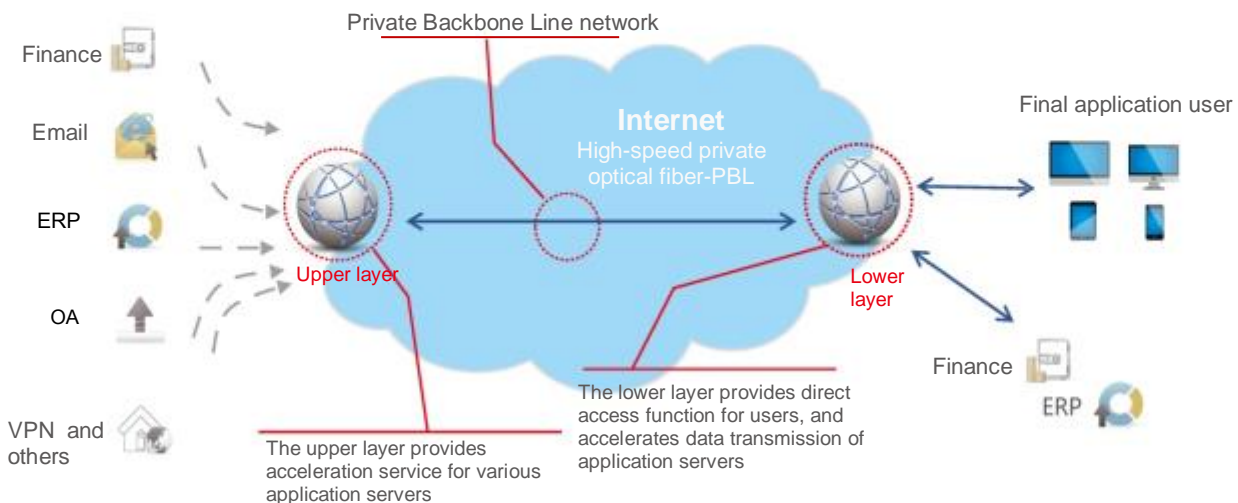 Private Backbone Line network
Finance
Email
ERP
OA
VPN and
others
Internet
High-speed private
optical fiber-PBL
Upper layer
Lower
layer
Final application user
Finance
ERP
The upper layer provides
acceleration service for various
application servers
The lower layer provides direct
access function for users, and
accelerates data transmission of
application servers